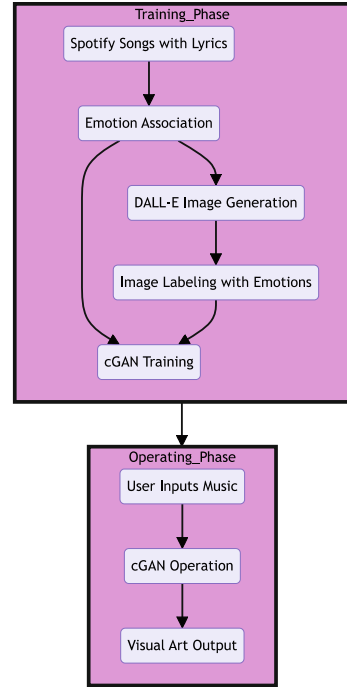 Training_Phase
Spotify Songs with Lyrics
Emotion Association
DALL-E Image Generation
Image Labeling with Emotions
cGAN Training
Operating_Phase
User Inputs Music
cGAN Operation
Visual Art Output